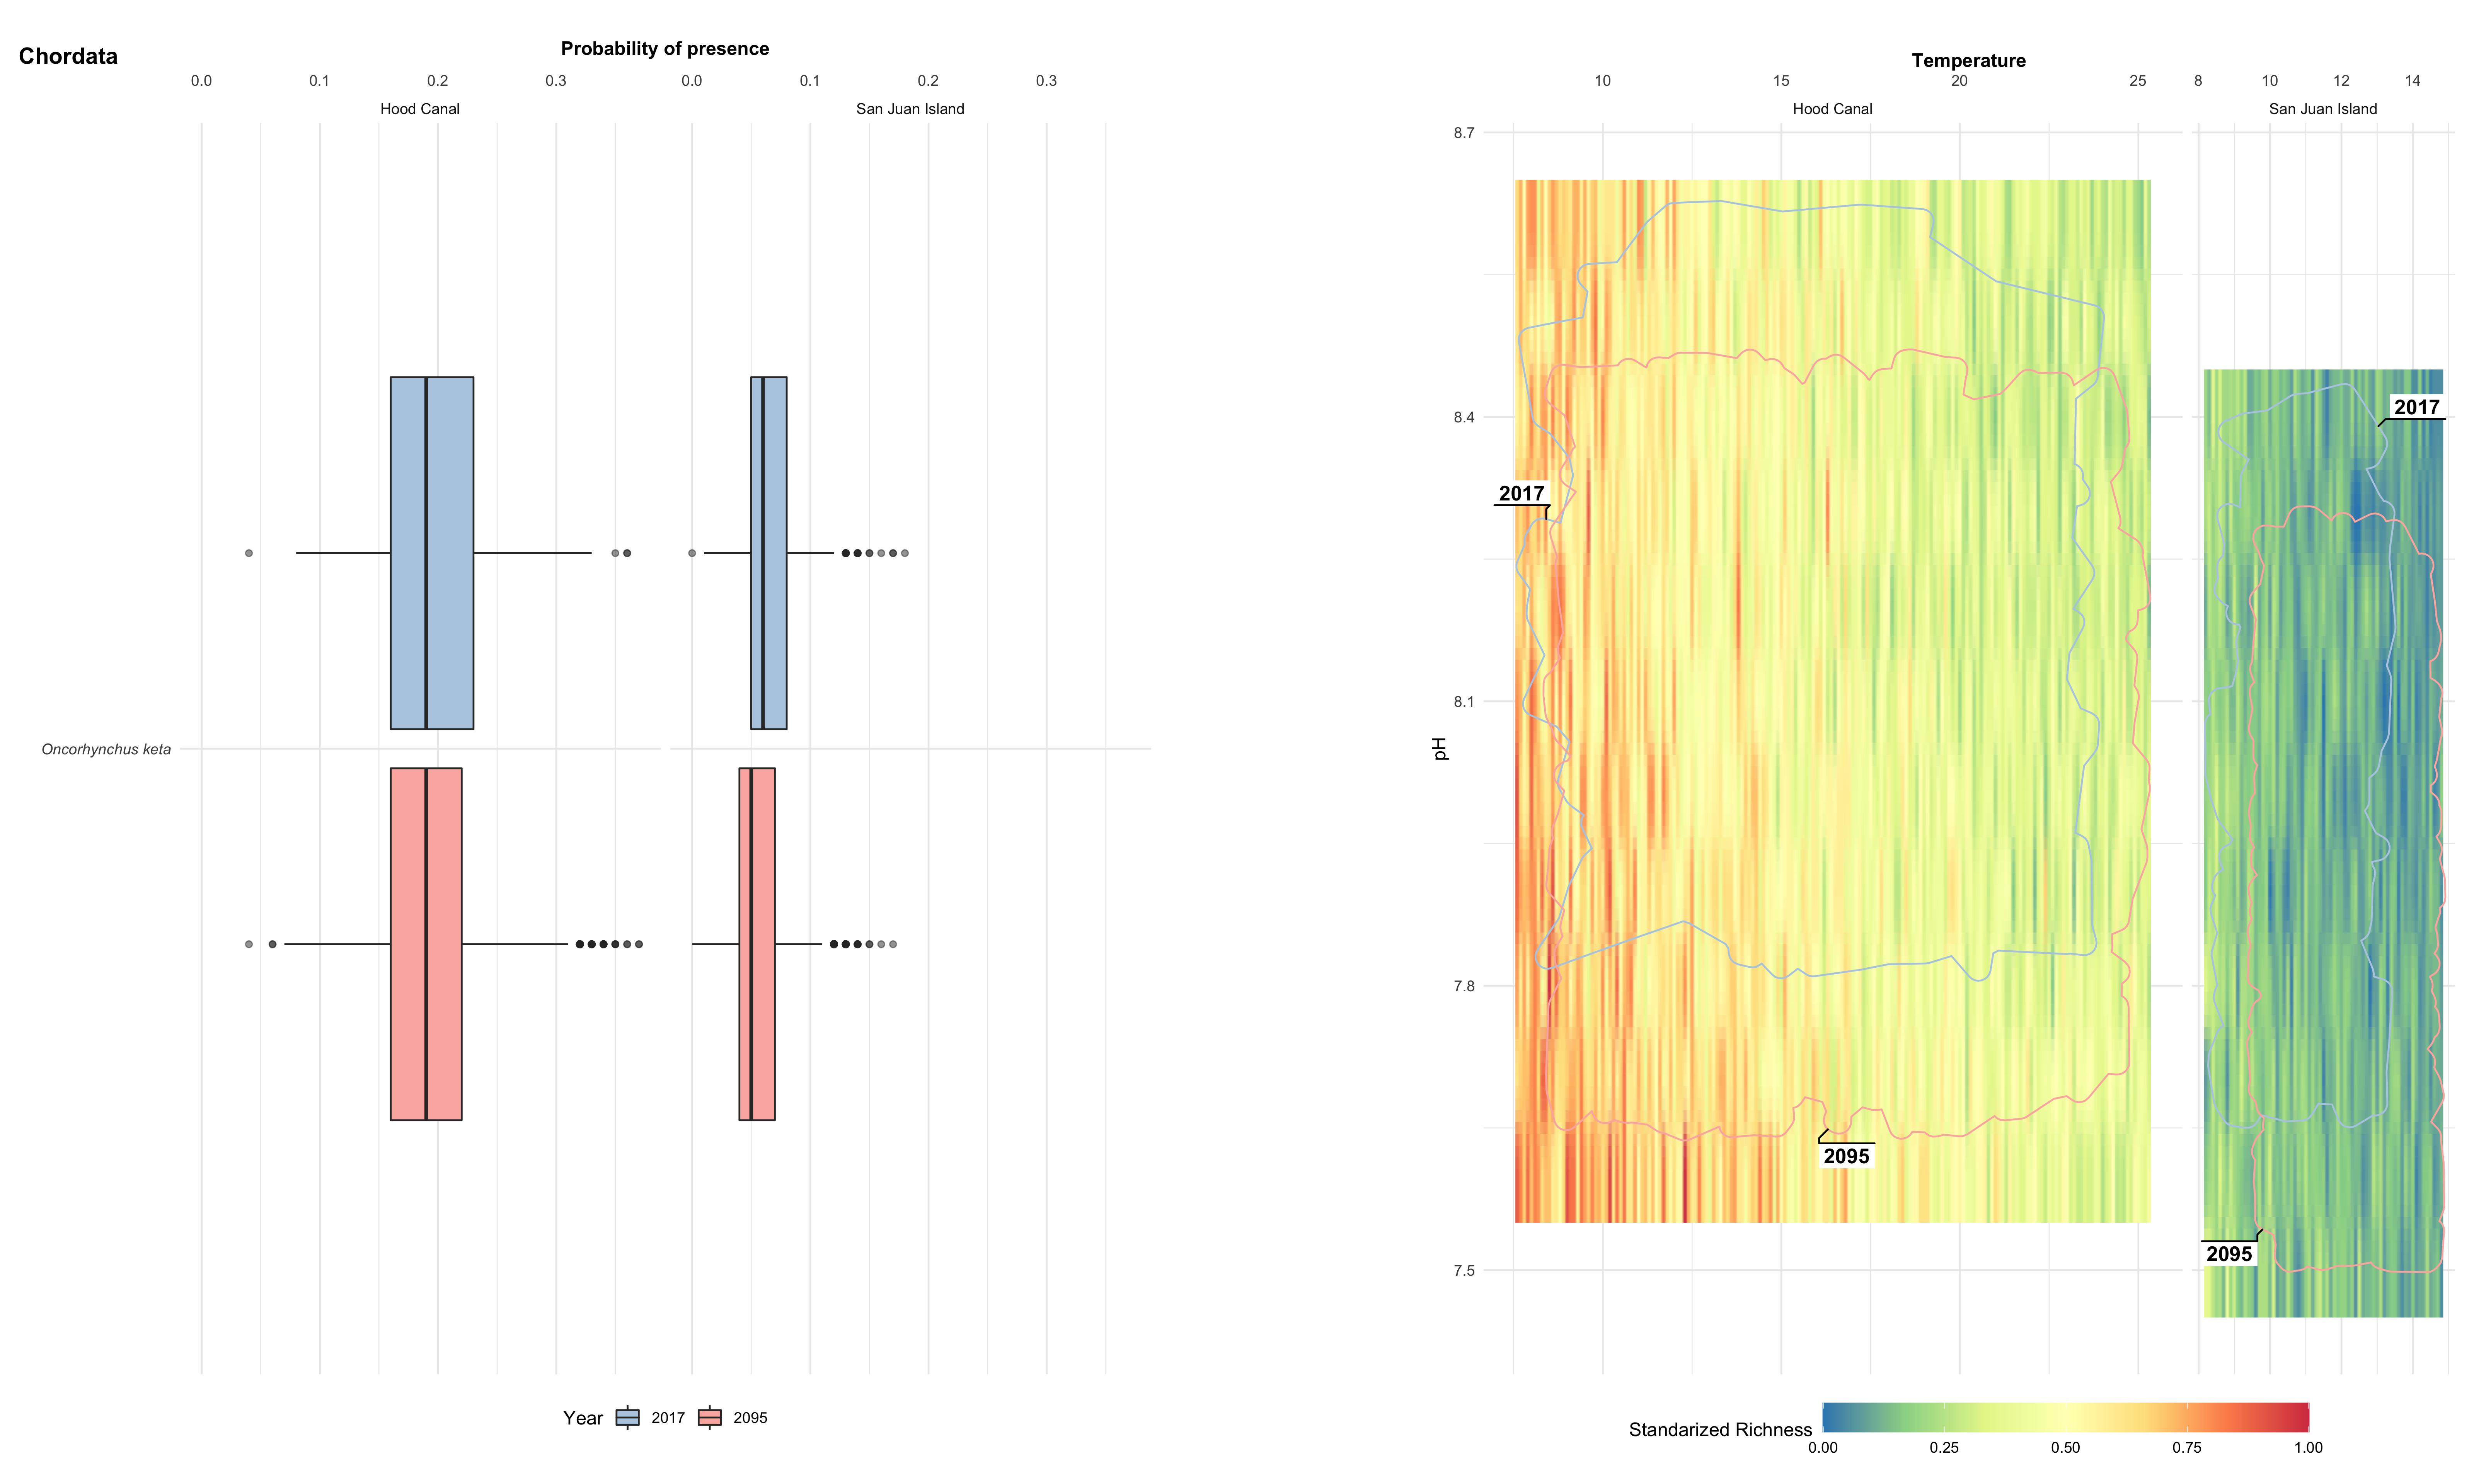 Chordata
Probability of presence
0.0 0.1 0.2 0.3 0.0 0.1 0.2 0.3
Hood Canal San Juan Island
Oncorhynchus keta
Year 2017 2095
Temperature
10 15 20 25 8 10 12 14
Hood Canal San Juan Island
8.7
8.4
8.1
7.8
7.5
pH
2017
2017
2095
2095
Standarized Richness
0.00 0.25 0.50 0.75 1.00